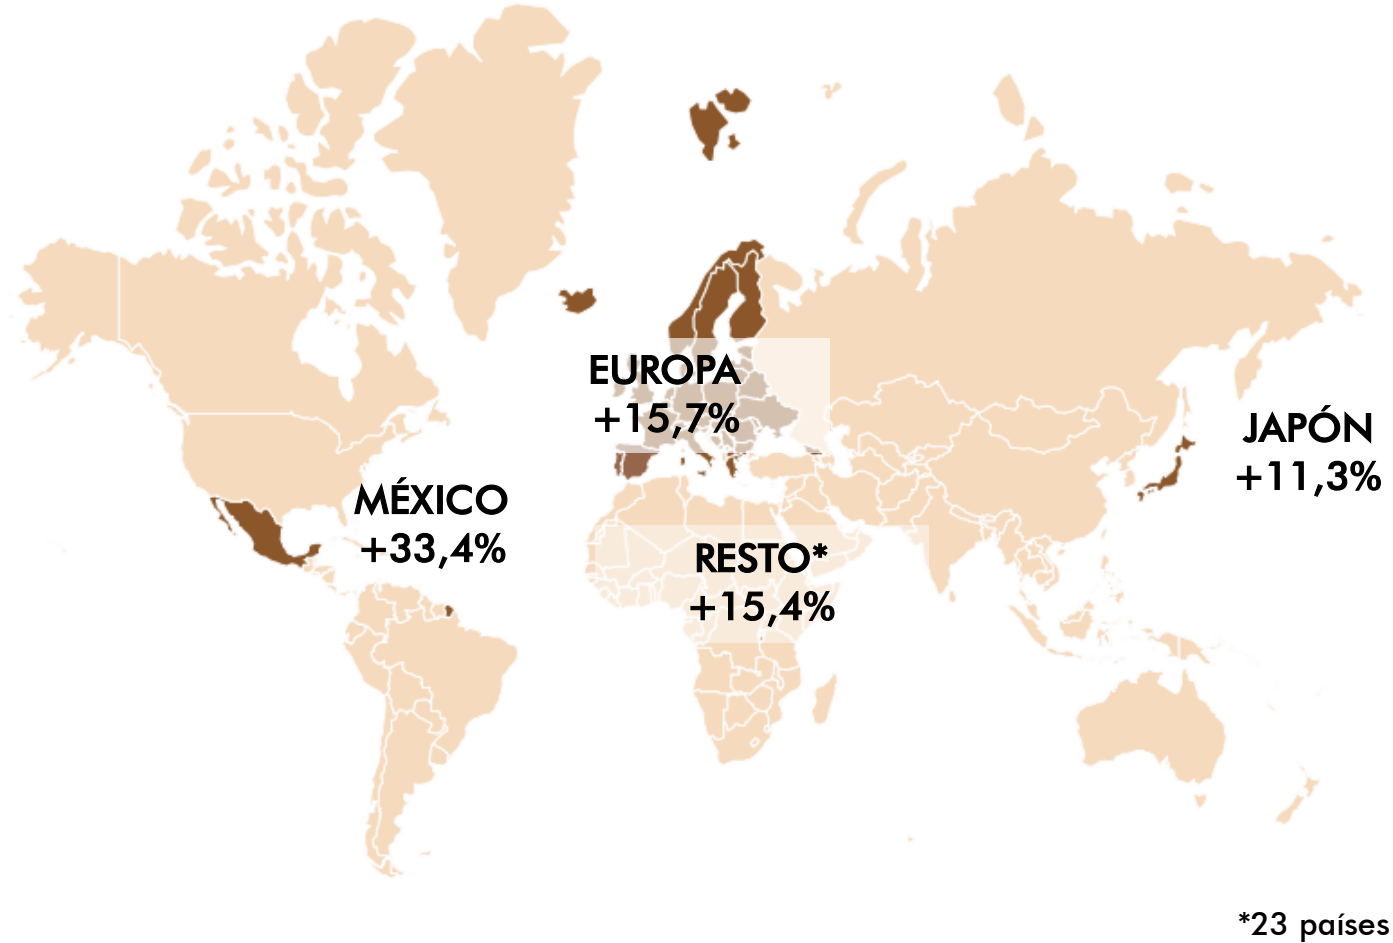 EUROPA
+15,7%
JAPÓN
+11,3%
MÉXICO
+33,4%
RESTO*
+15,4%
*23 países